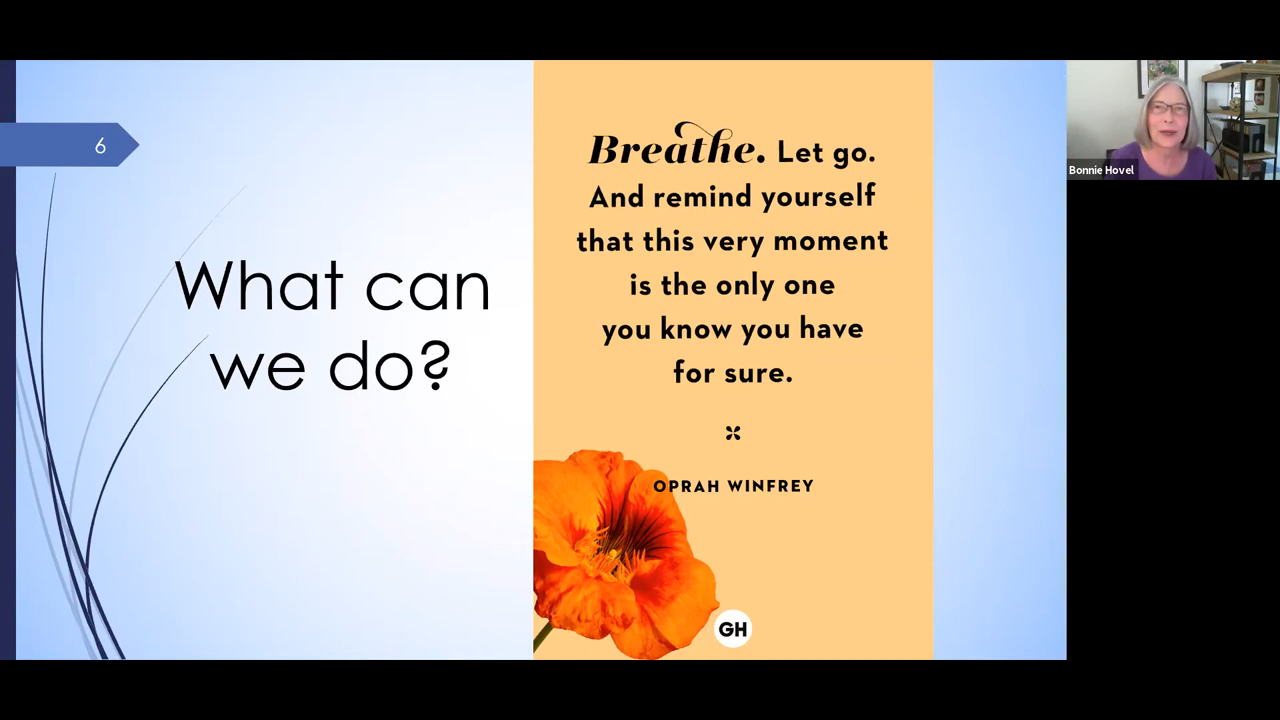 6
What can
we do?
Breathe. Let go.
And remind yourself
that this very moment
is the only one
you know you have
for sure.
OPRAH WINFREY
GH
Bonnie Hovel